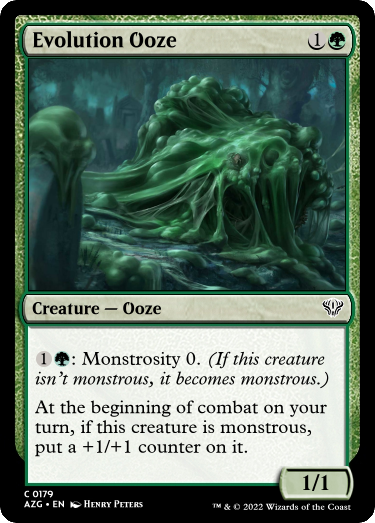 Evolution Ooze 1
Creature — Ooze
1: Monstrosity 0. (If this creature
isn't monstrous, it becomes monstrous.)
At the beginning of combat on your
turn, if this creature is monstrous,
put a +1/+1 counter on it.
1/1
C 0179
AZG • EN Henry Peters
™ & © 2022 Wizards of the Coast